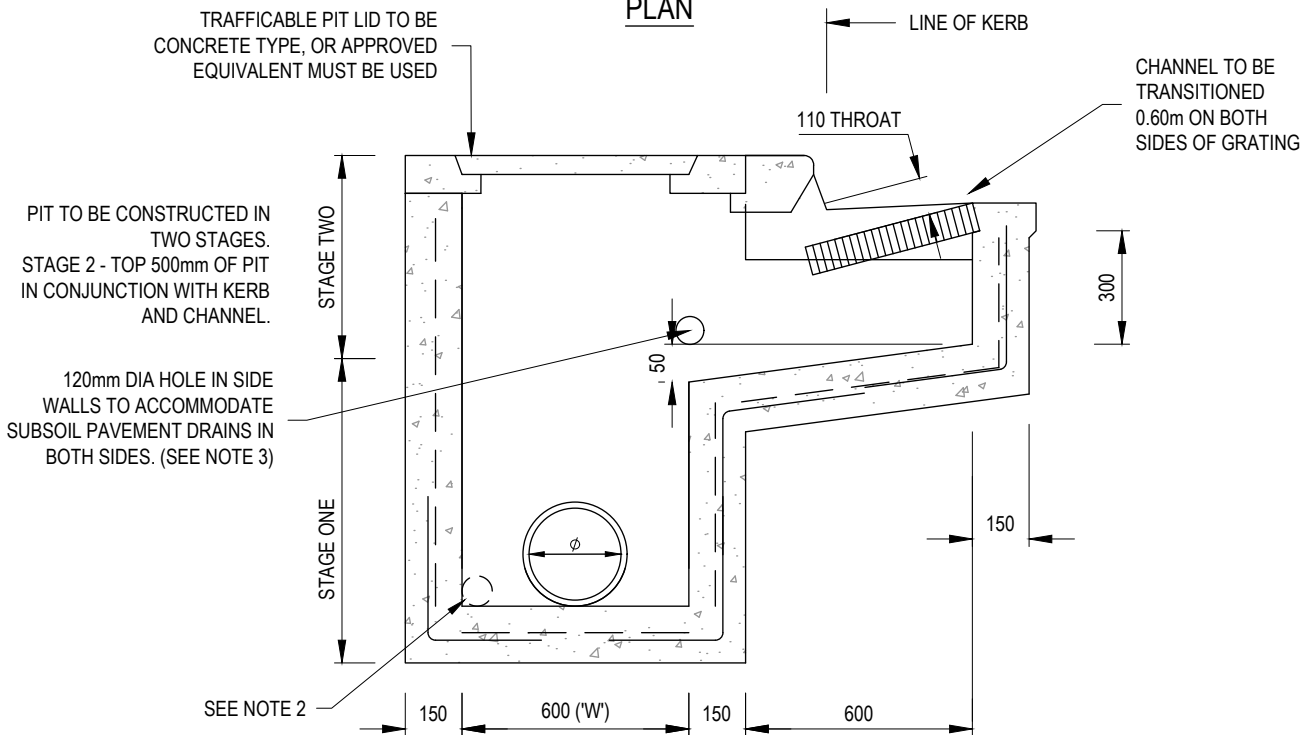 PLAN
TRAFFICABLE PIT LID TO BE
CONCRETE TYPE, OR APPROVED
EQUIVALENT MUST BE USED
LINE OF KERB
CHANNEL TO BE
TRANSITIONED
0.60m ON BOTH
SIDES OF GRATING
110 THROAT
PIT TO BE CONSTRUCTED IN
TWO STAGES.
STAGE 2 - TOP 500mm OF PIT
IN CONJUNCTION WITH KERB
AND CHANNEL.
STAGE TWO
300
50
120mm DIA HOLE IN SIDE
WALLS TO ACCOMMODATE
SUBSOIL PAVEMENT DRAINS IN
BOTH SIDES. (SEE NOTE 3)
STAGE ONE
ϕ
150
SEE NOTE 2
150
600 ('W')
150
600